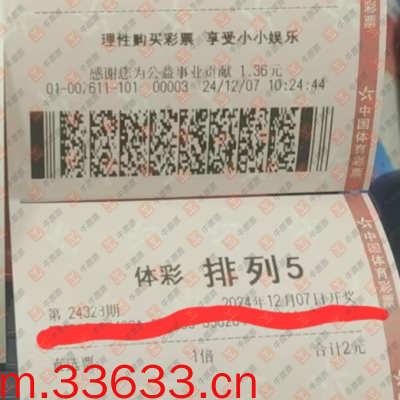 理性购买彩票 享受小小娱乐
感谢您为公益事业贡献 1.36元
01-007611-101 00003 24/12/07 10:24:44
中国体育彩票
体彩 排列5
中国体育彩票
第 24328期 2024年12月07日开奖
1倍 合计2元
m.33633.cn